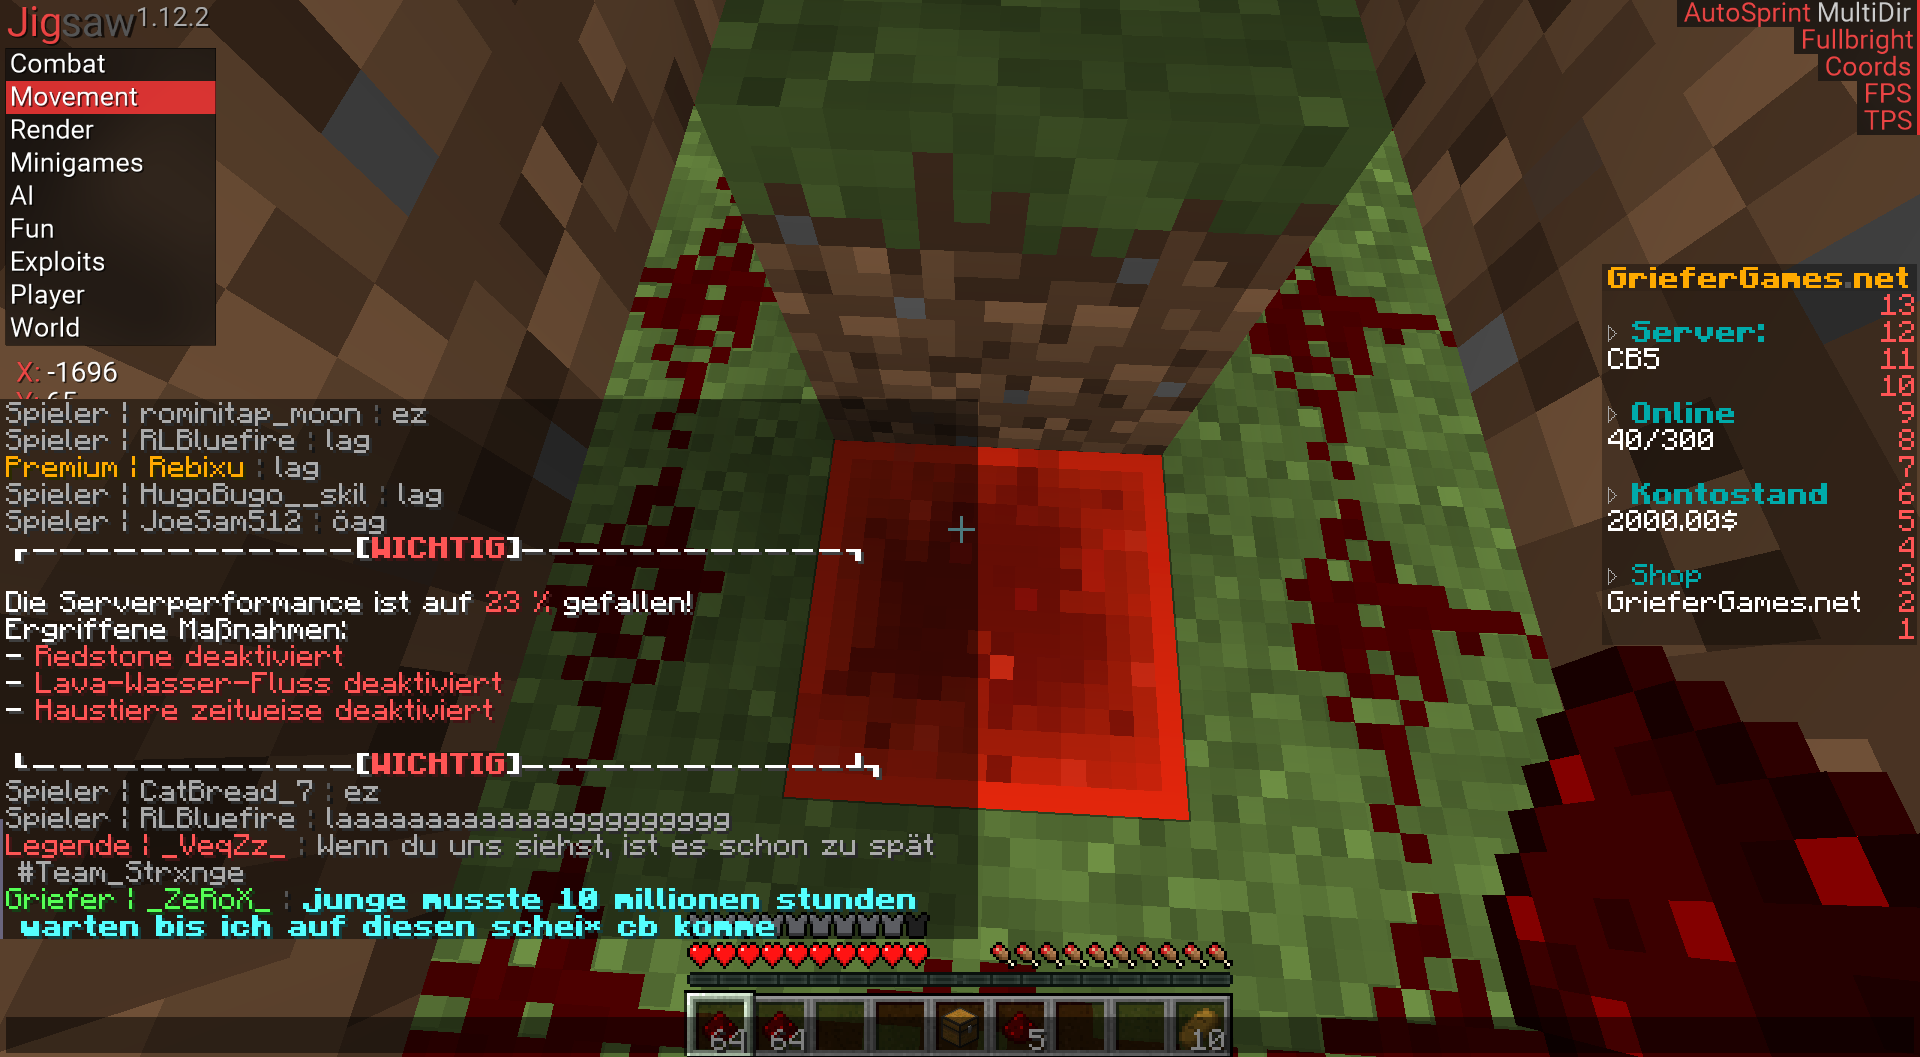 Jigsaw 1.12.2
Combat
Movement
Render
Minigames
AI
Fun
Exploits
Player
World
X: -1696
Y: 65
Spieler ¦ rominitap_moon : ez
Spieler ¦ RLBluefire : lag
Premium ¦ Rebixu : lag
Spieler ¦ HugoBugo__skil : lag
Spieler ¦ JoeSam512 : öag
[WICHTIG]
Die Serverperformance ist auf 23 % gefallen!
Ergriffene Maßnahmen:
- Redstone deaktiviert
- Lava-Wasser-Fluss deaktiviert
- Haustiere zeitweise deaktiviert
[WICHTIG]
Spieler ¦ CatBread_7 : ez
Spieler ¦ RLBluefire : laaaaaaaaaaaaaaggggggggg
Legende ¦ _VeqZz_ : Wenn du uns siehst, ist es schon zu spät
#Team_Strxnge
Griefer ¦ _ZeRoX_ : junge musste 10 millionen stunden
warten bis ich auf diesen schei* cb komme
64 64 5 10
AutoSprint MultiDir
Fullbright
Coords
FPS
TPS
GrieferGames.net
13
Server: 12
CB5 11
10
Online 9
40/300 8
7
Kontostand 6
2000.00$ 5
4
Shop 3
GrieferGames.net 2
1